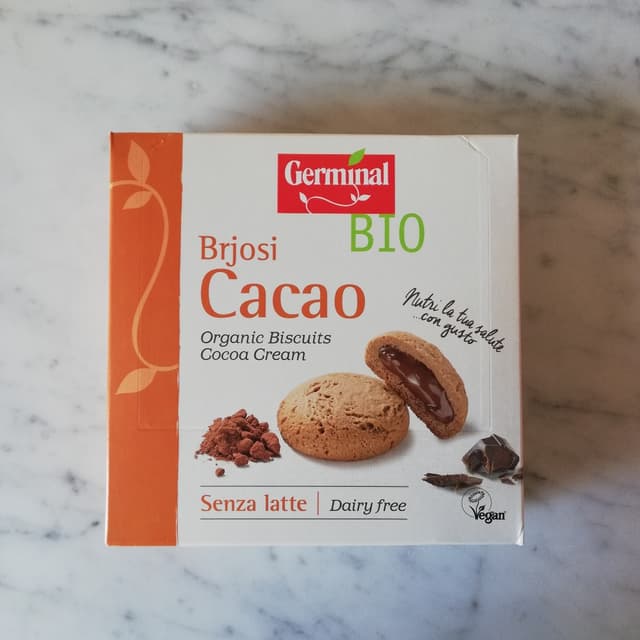 Germinal
BIO
Brjosi
Cacao
Organic Biscuits
Cocoa Cream
Nutri la tua salute
...con gusto
Senza latte | Dairy free
Vegan